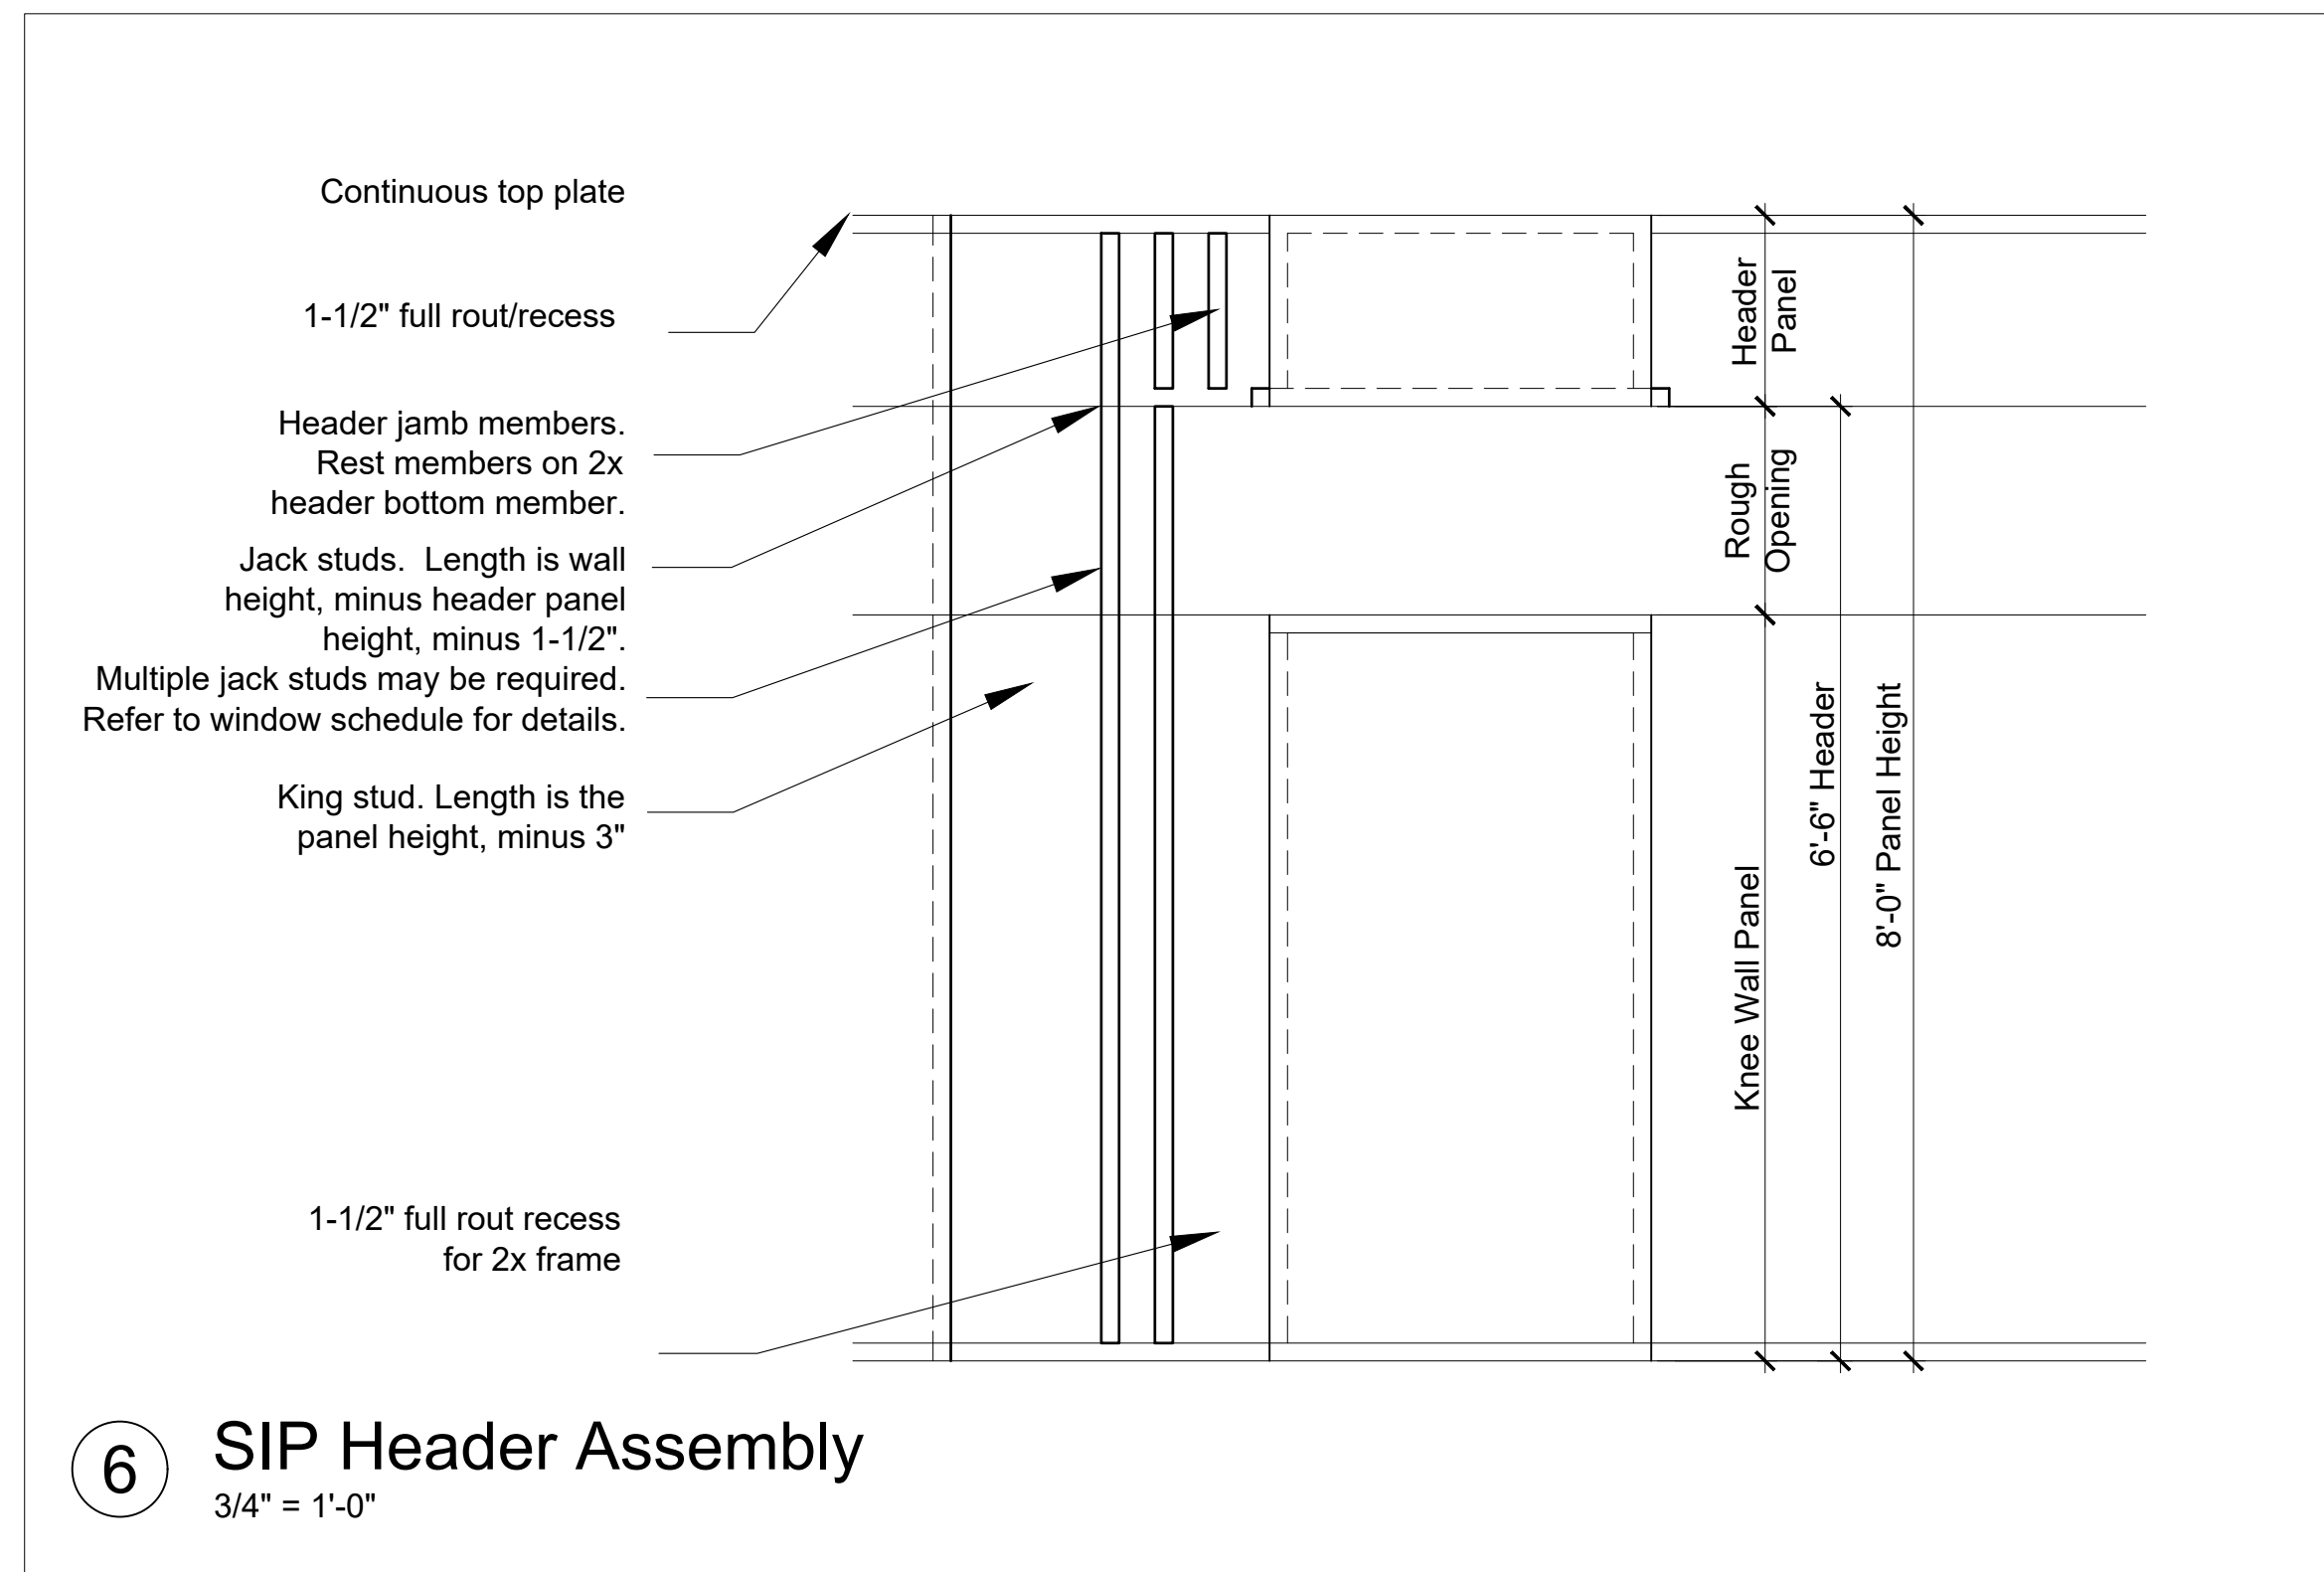 Continuous top plate
1-1/2" full rout/recess
Header jamb members.
Rest members on 2x
header bottom member.
Jack studs.  Length is wall
height, minus header panel
height, minus 1-1/2".
Multiple jack studs may be required.
Refer to window schedule for details.
King stud. Length is the
panel height, minus 3"
1-1/2" full rout recess
for 2x frame
Header
Panel
Rough
Opening
Knee Wall Panel
6'-6" Header
8'-0" Panel Height
6
SIP Header Assembly
3/4" = 1'-0"